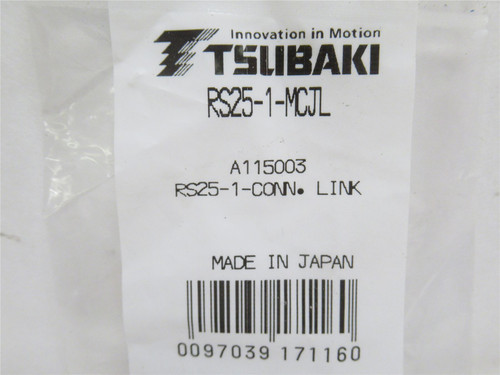 Innovation in Motion
TSUBAKI
RS25-1-MCJL
A115003
RS25-1-CONN. LINK
MADE IN JAPAN
0097039 171160